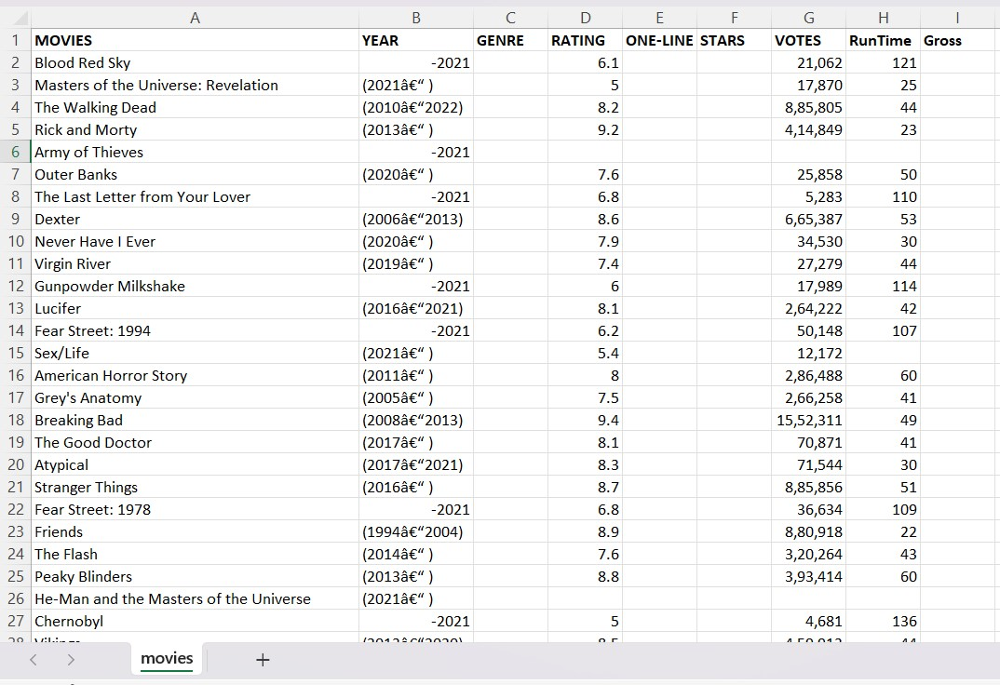 A B C D E F G H I
1 MOVIES YEAR GENRE RATING ONE-LINE STARS VOTES RunTime Gross
2 Blood Red Sky -2021 6.1 21,062 121
3 Masters of the Universe: Revelation (2021â€“ ) 5 17,870 25
4 The Walking Dead (2010â€“2022) 8.2 8,85,805 44
5 Rick and Morty (2013â€“ ) 9.2 4,14,849 23
6 Army of Thieves -2021
7 Outer Banks (2020â€“ ) 7.6 25,858 50
8 The Last Letter from Your Lover -2021 6.8 5,283 110
9 Dexter (2006â€“2013) 8.6 6,65,387 53
10 Never Have I Ever (2020â€“ ) 7.9 34,530 30
11 Virgin River (2019â€“ ) 7.4 27,279 44
12 Gunpowder Milkshake -2021 6 17,989 114
13 Lucifer (2016â€“2021) 8.1 2,64,222 42
14 Fear Street: 1994 -2021 6.2 50,148 107
15 Sex/Life (2021â€“ ) 5.4 12,172
16 American Horror Story (2011â€“ ) 8 2,86,488 60
17 Grey's Anatomy (2005â€“ ) 7.5 2,66,258 41
18 Breaking Bad (2008â€“2013) 9.4 15,52,311 49
19 The Good Doctor (2017â€“ ) 8.1 70,871 41
20 Atypical (2017â€“2021) 8.3 71,544 30
21 Stranger Things (2016â€“ ) 8.7 8,85,856 51
22 Fear Street: 1978 -2021 6.8 36,634 109
23 Friends (1994â€“2004) 8.9 8,80,918 22
24 The Flash (2014â€“ ) 7.6 3,20,264 43
25 Peaky Blinders (2013â€“ ) 8.8 3,93,414 60
26 He-Man and the Masters of the Universe (2021â€“ )
27 Chernobyl -2021 5 4,681 136
28 Vikings
movies